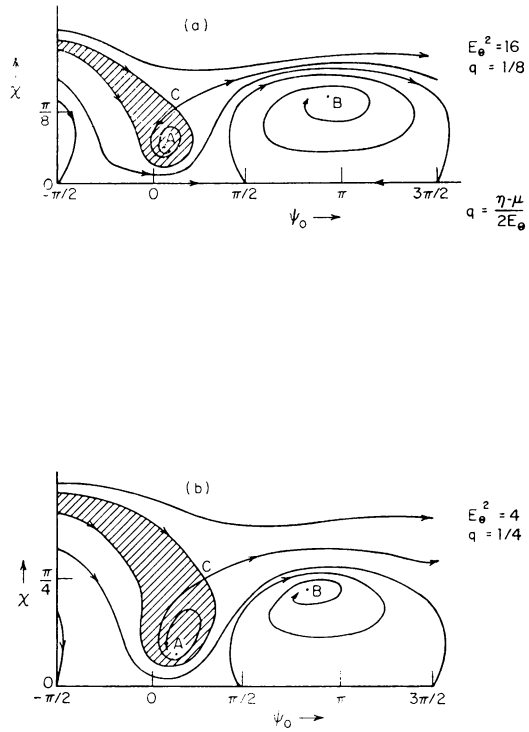 (a)
E_θ² = 16
q = 1/8
χ
π/8
0
C
A
B
-π/2 0 π/2 π 3π/2
ψ₀ →
q = (η-μ)/(2E_θ)
(b)
E_θ² = 4
q = 1/4
↑
χ
π/4
0
C
A
B
-π/2 0 π/2 π 3π/2
ψ₀ →